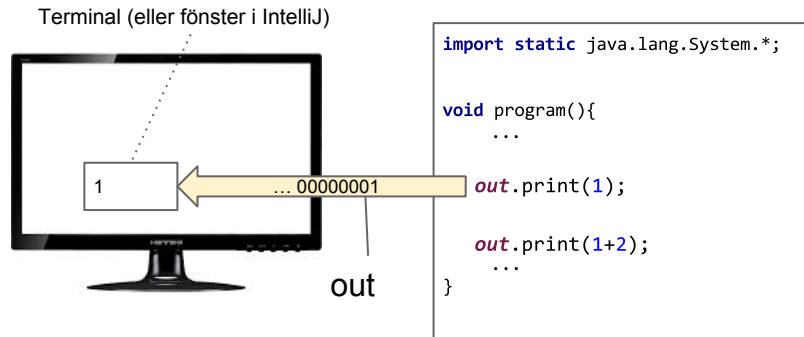 Terminal (eller fönster i IntelliJ)
import static java.lang.System.*;
void program(){
...
1
... 00000001
out.print(1);
out.print(1+2);
...
out
}
HANNS·G